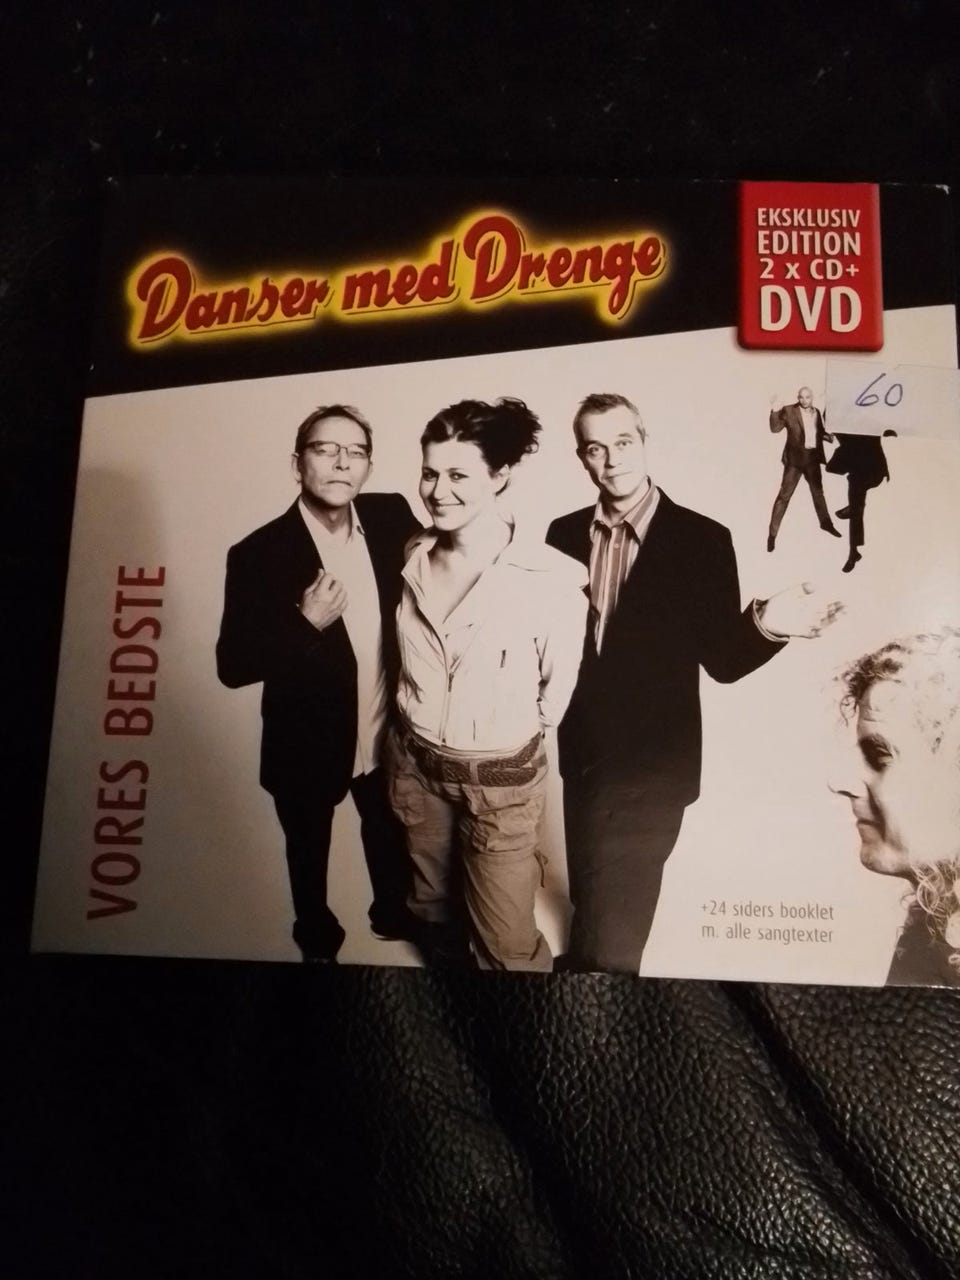 Danser med Drenge
EKSKLUSIV
EDITION
2 x CD+
DVD
60
VORES BEDSTE
+24 siders booklet
m. alle sangtexter